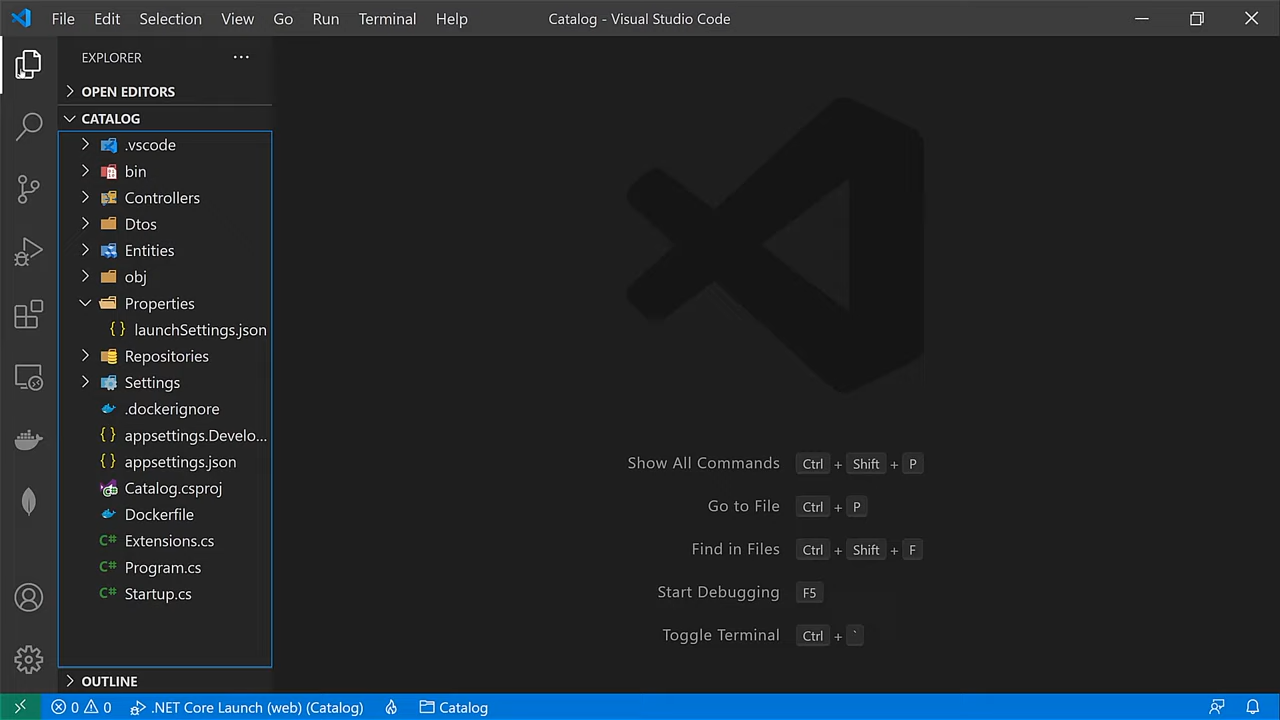 File Edit Selection View Go Run Terminal Help Catalog - Visual Studio Code
EXPLORER
OPEN EDITORS
CATALOG
.vscode
bin
Controllers
Dtos
Entities
obj
Properties
launchSettings.json
Repositories
Settings
.dockerignore
appsettings.Develo...
appsettings.json
Catalog.csproj
Dockerfile
C# Extensions.cs
C# Program.cs
C# Startup.cs
OUTLINE
Show All Commands Ctrl + Shift + P
Go to File Ctrl + P
Find in Files Ctrl + Shift + F
Start Debugging F5
Toggle Terminal Ctrl + `
0 0 .NET Core Launch (web) (Catalog) Catalog